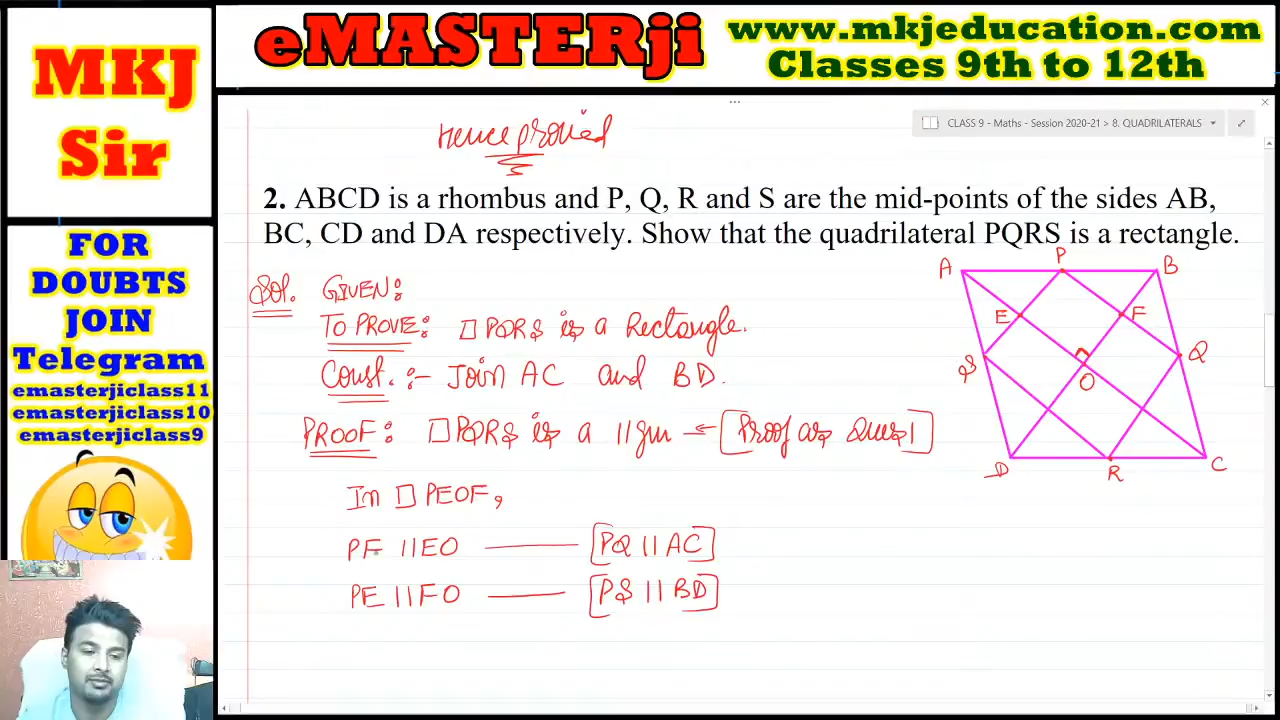 MKJ
Sir
eMASTERji
www.mkjeducation.com
Classes 9th to 12th
FOR
DOUBTS
JOIN
Telegram
emasterjiclass11
emasterjiclass10
emasterjiclass9
CLASS 9 - Maths - Session 2020-21 > 8. QUADRILATERALS
Hence proved
2. ABCD is a rhombus and P, Q, R and S are the mid-points of the sides AB,
BC, CD and DA respectively. Show that the quadrilateral PQRS is a rectangle.
Sol. GIVEN:
TO PROVE: □PQRS is a Rectangle.
Const. :- Join AC and BD.
PROOF: □PQRS is a ||gm ← [Proof as Ques 1]
In □PEOF,
PF ||EO —— [PQ || AC]
PE ||FO —— [PS || BD]
A P B
E F
S Q
O
D R C